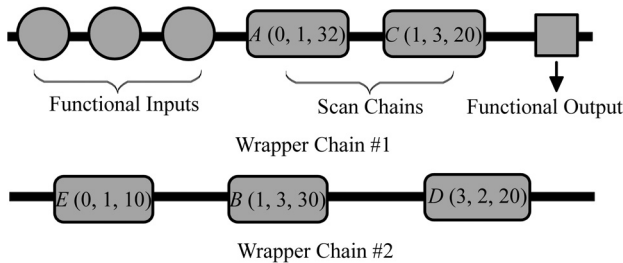 A (0, 1, 32) C (1, 3, 20)
Functional Inputs Scan Chains Functional Output
Wrapper Chain #1
E (0, 1, 10) B (1, 3, 30) D (3, 2, 20)
Wrapper Chain #2